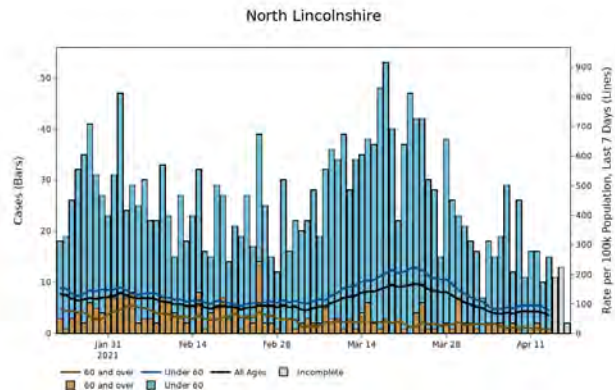 North Lincolnshire
Cases (Bars)
50
40
30
20
10
0
Rate per 100k Population, Last 7 Days (Lines)
900
800
700
600
500
400
300
200
100
0
Jan 31 Feb 14 Feb 28 Mar 14 Mar 28 Apr 11
2021
60 and over Under 60 All Ages Incomplete
60 and over Under 60